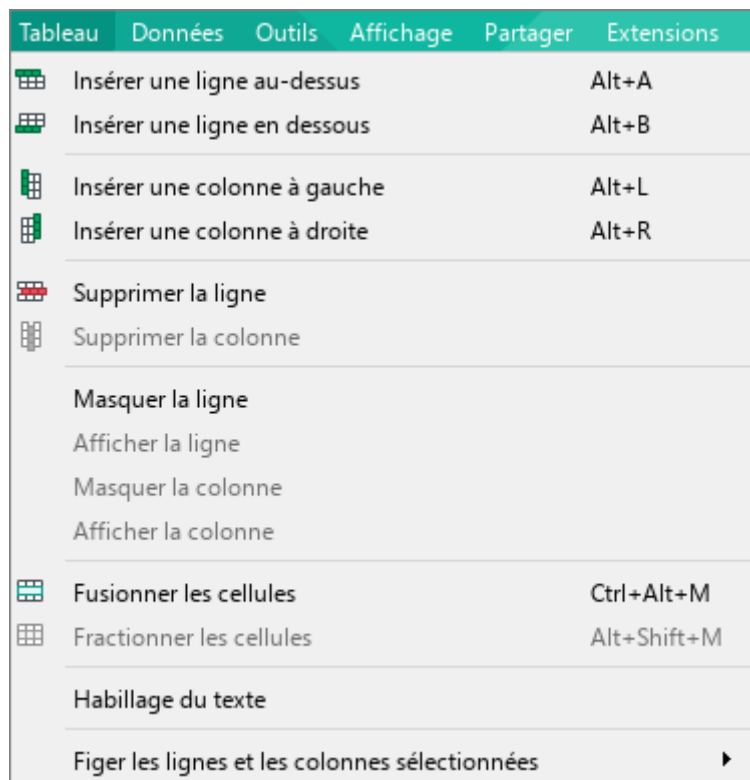 Tableau Données Outils Affichage Partager Extensions
Insérer une ligne au-dessus Alt+A
Insérer une ligne en dessous Alt+B
Insérer une colonne à gauche Alt+L
Insérer une colonne à droite Alt+R
Supprimer la ligne
Supprimer la colonne
Masquer la ligne
Afficher la ligne
Masquer la colonne
Afficher la colonne
Fusionner les cellules Ctrl+Alt+M
Fractionner les cellules Alt+Shift+M
Habillage du texte
Figer les lignes et les colonnes sélectionnées